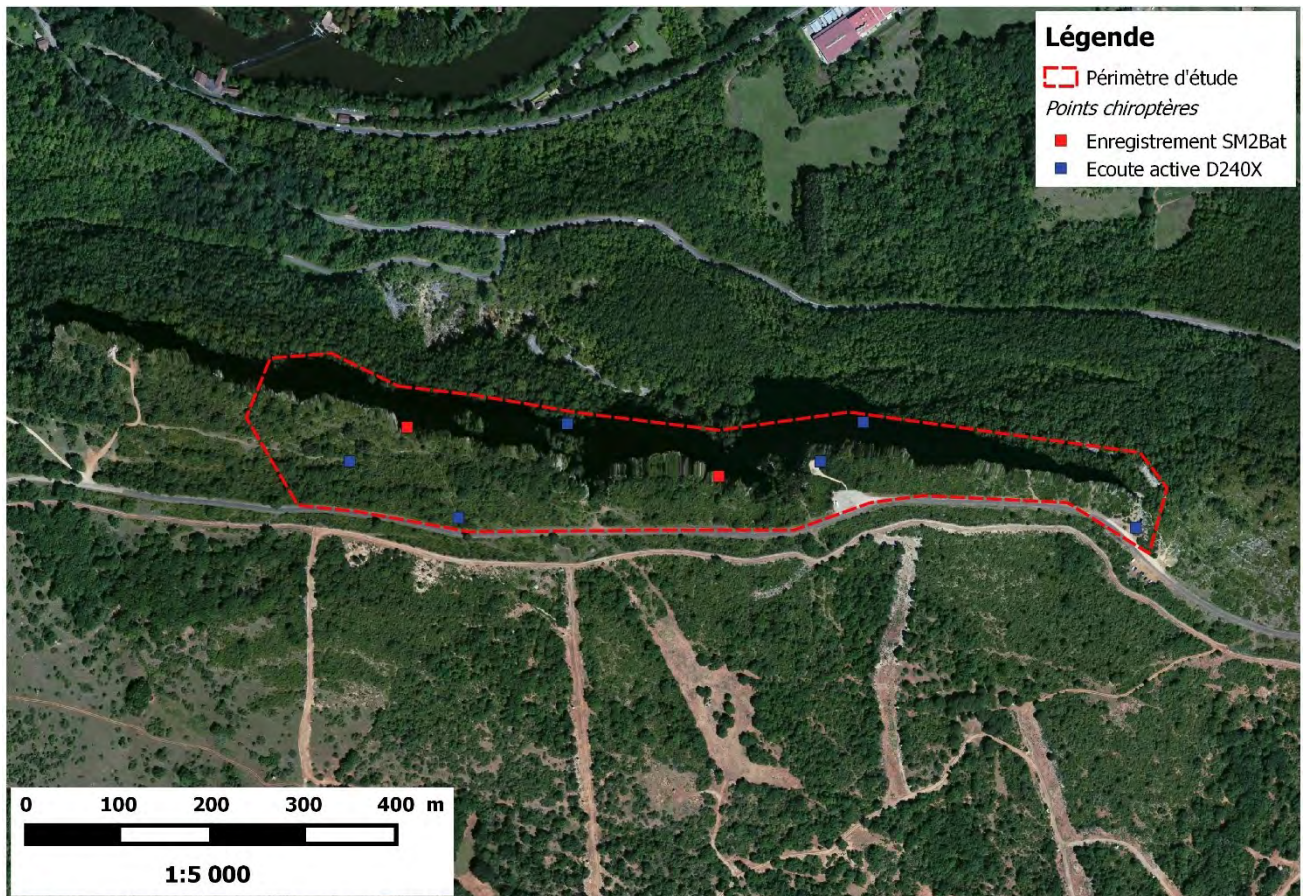 Légende
Périmètre d'étude
Points chiroptères
Enregistrement SM2Bat
Ecoute active D240X
0 100 200 300 400 m
1:5 000